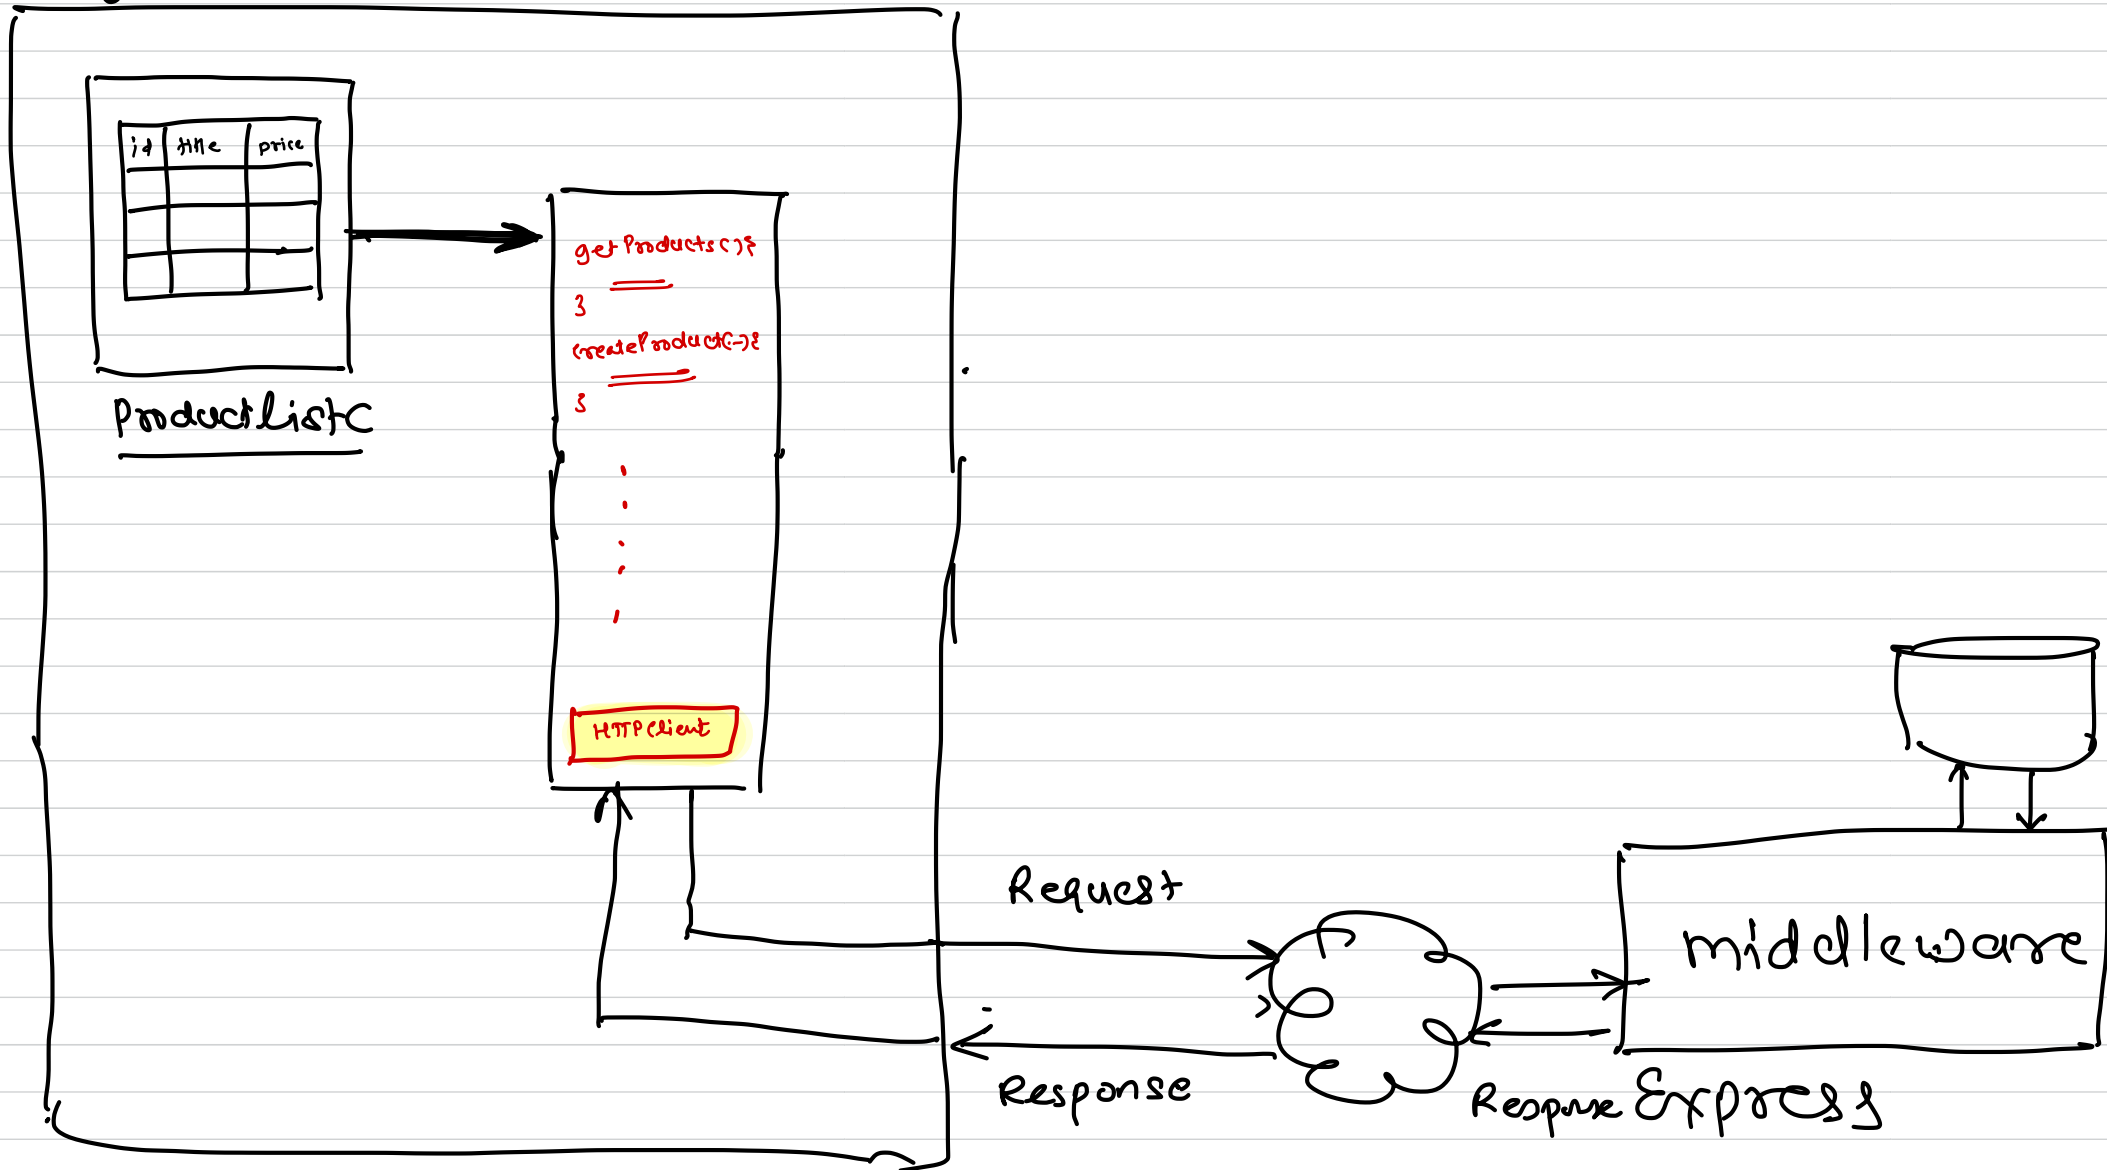 id title price
ProductListC
getProducts(){
}
createProduct(--){
}
HTTPClient
Request
Response
middleware
Response
Express